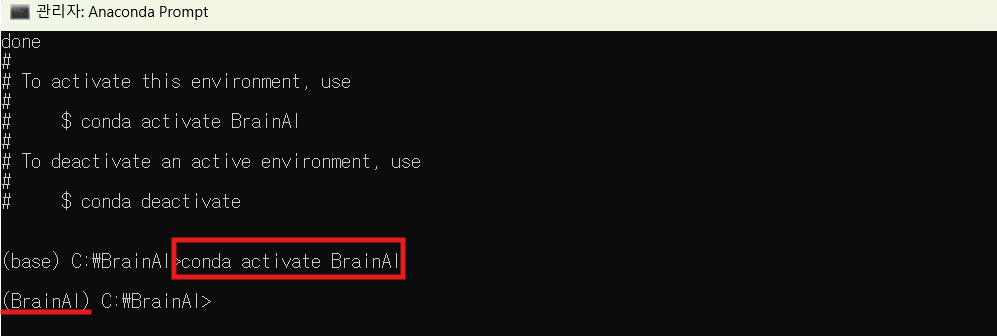 관리자: Anaconda Prompt
done
#
# To activate this environment, use
#
#     $ conda activate BrainAI
#
# To deactivate an active environment, use
#
#     $ conda deactivate
(base) C:₩BrainAI>conda activate BrainAI
(BrainAI) C:₩BrainAI>